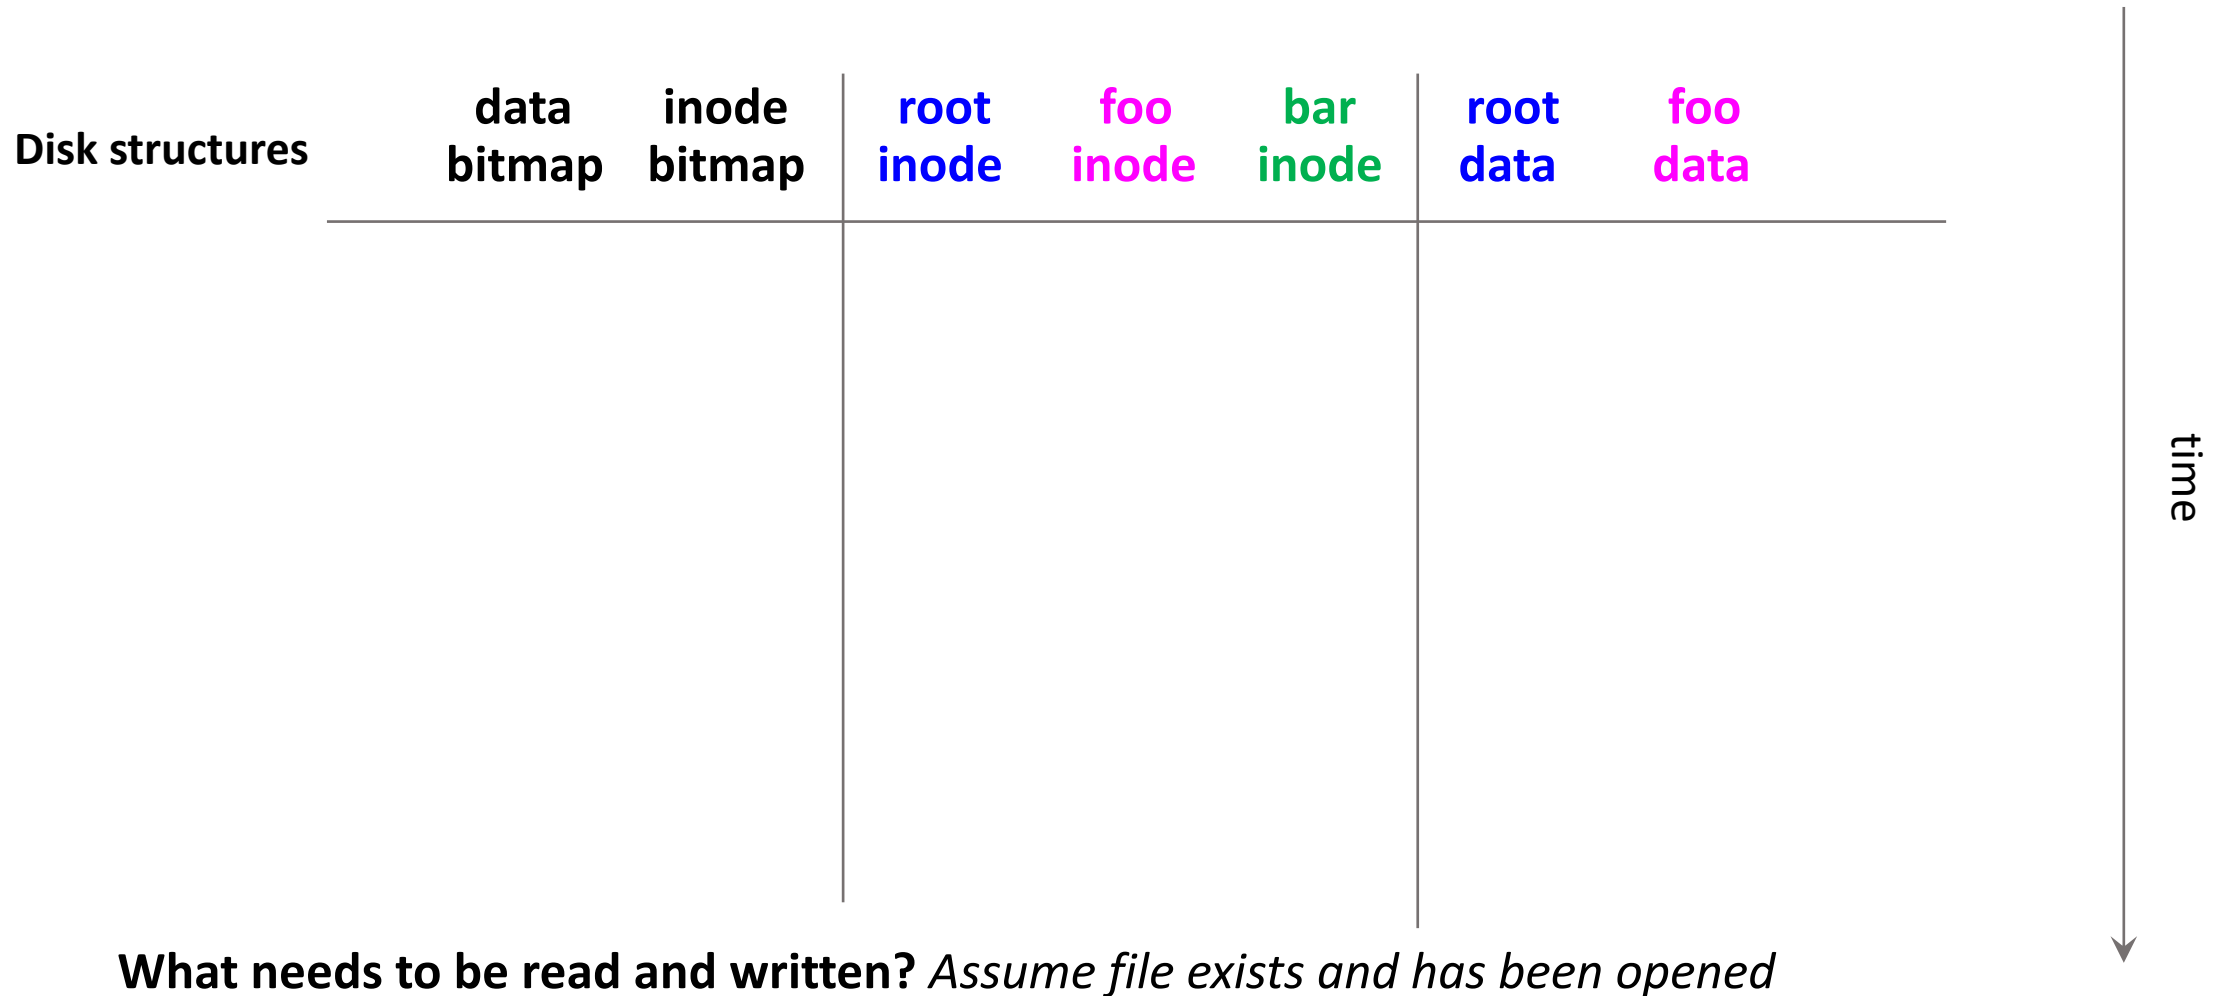 Disk structures
data bitmap
inode bitmap
root inode
foo inode
bar inode
root data
foo data
time
What needs to be read and written? Assume file exists and has been opened